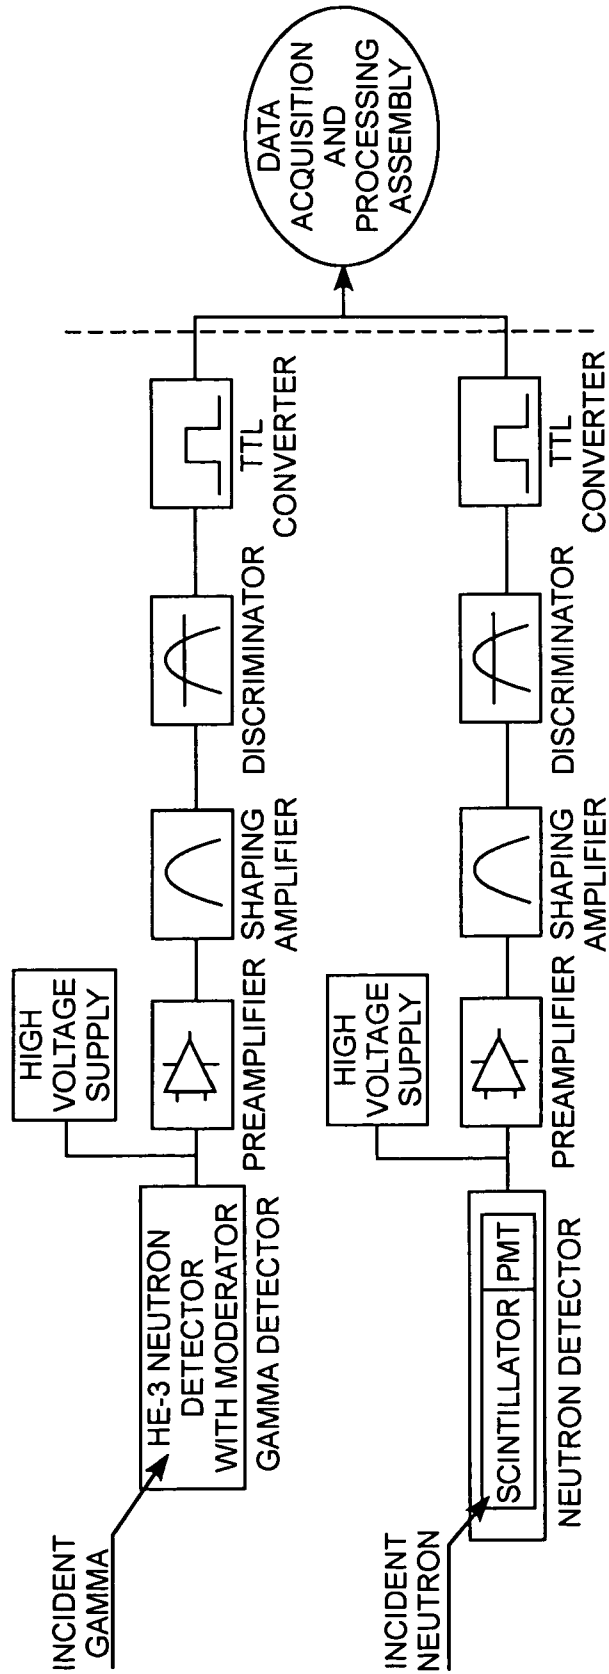 INCIDENT
GAMMA
HE-3 NEUTRON
DETECTOR
WITH MODERATOR
GAMMA DETECTOR
HIGH
VOLTAGE
SUPPLY
PREAMPLIFIER
SHAPING
AMPLIFIER
DISCRIMINATOR
TTL
CONVERTER
DATA
ACQUISITION
AND
PROCESSING
ASSEMBLY
INCIDENT
NEUTRON
SCINTILLATOR
PMT
NEUTRON DETECTOR
HIGH
VOLTAGE
SUPPLY
PREAMPLIFIER
SHAPING
AMPLIFIER
DISCRIMINATOR
TTL
CONVERTER